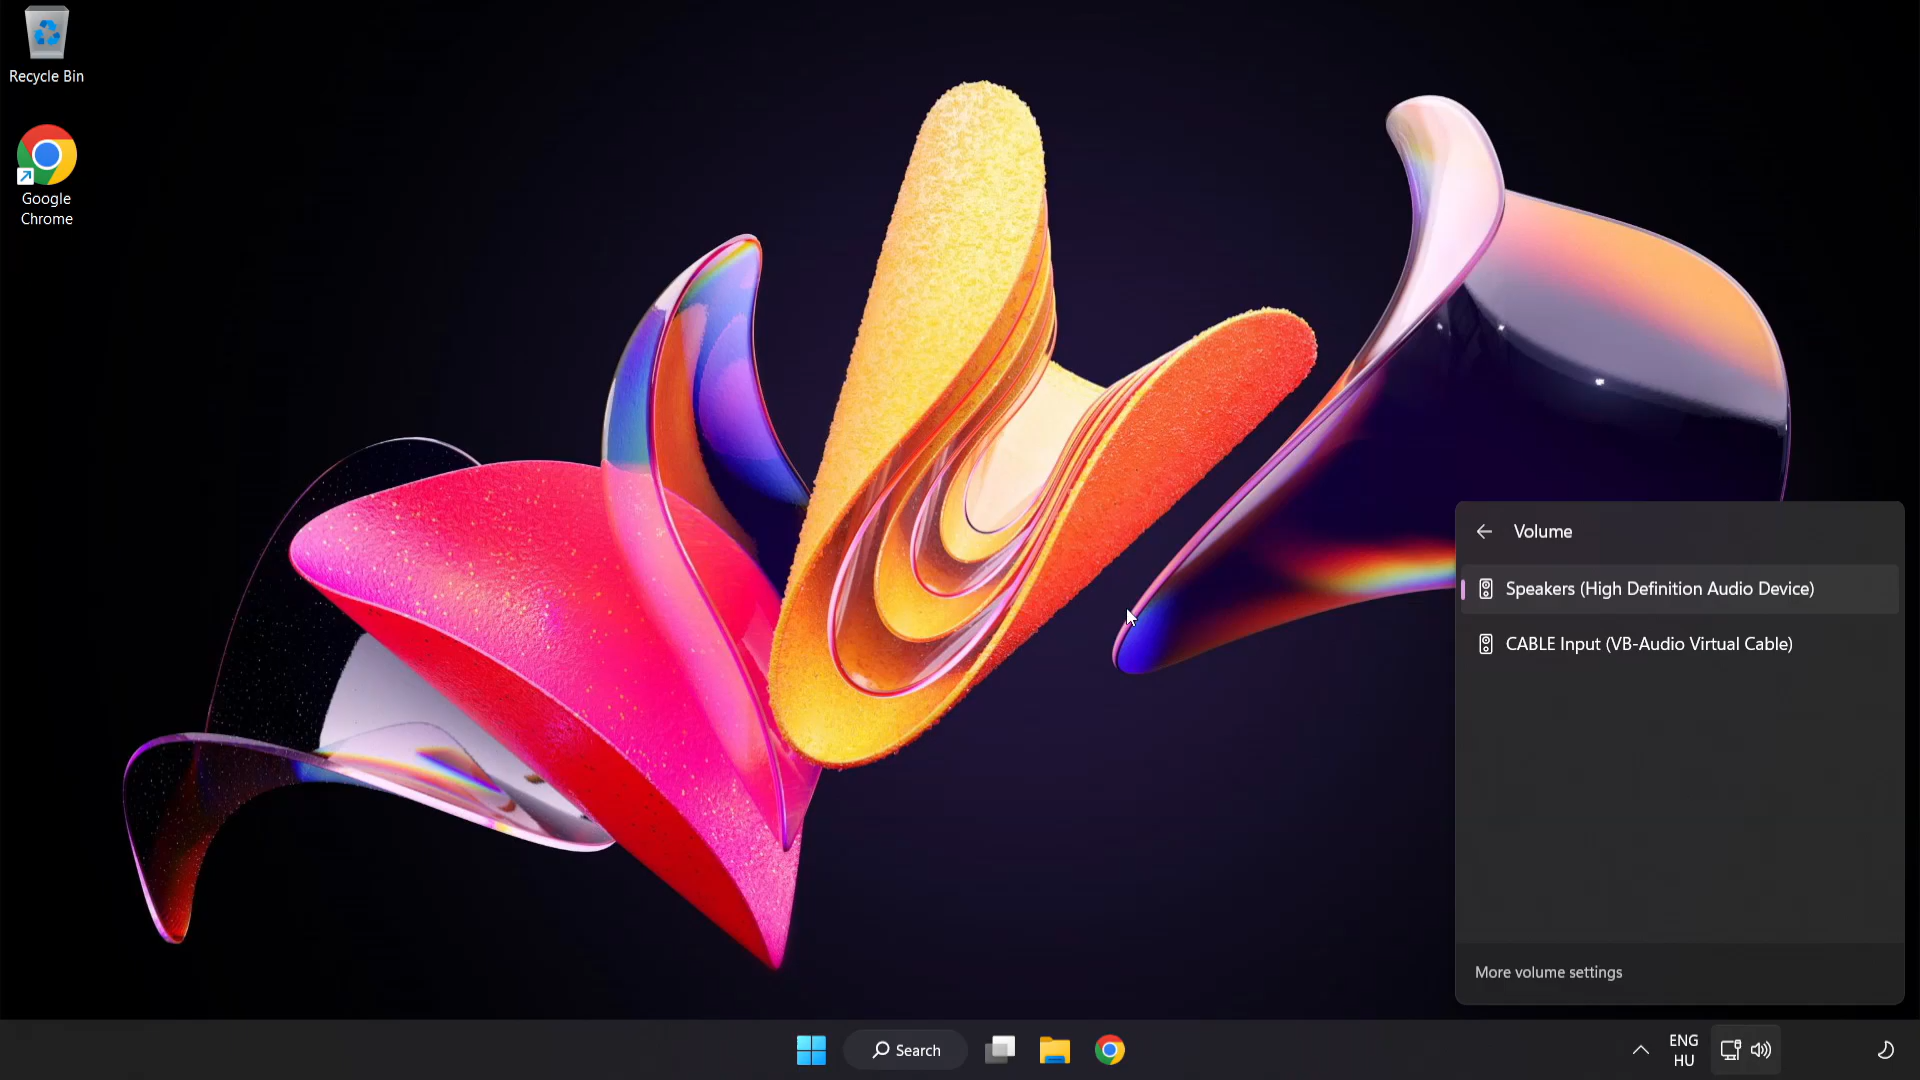 Recycle Bin
Google
Chrome
Volume
Speakers (High Definition Audio Device)
CABLE Input (VB-Audio Virtual Cable)
More volume settings
Search
ENG
HU